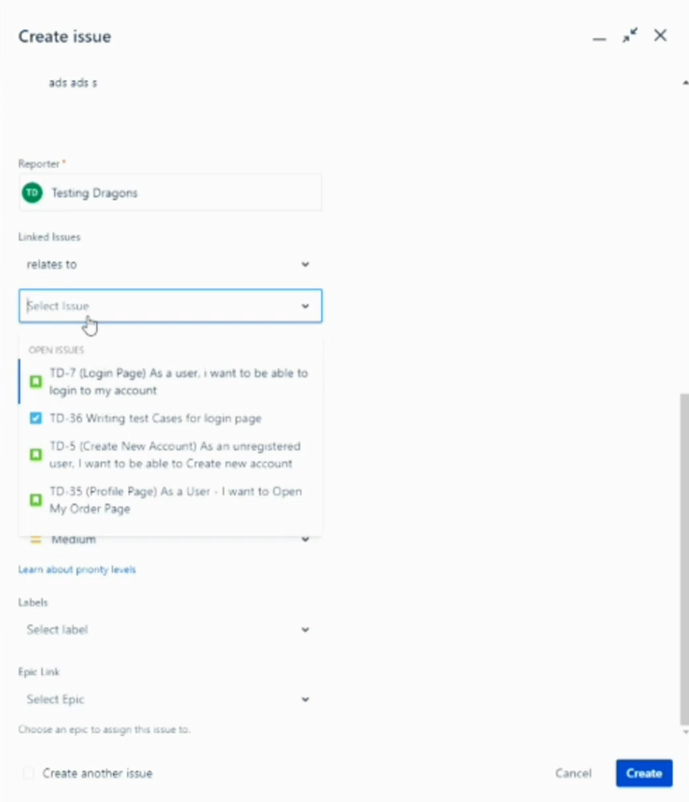 Create issue
ads ads s
Reporter *
TD Testing Dragons
Linked Issues
relates to
Select Issue
OPEN ISSUES
TD-7 (Login Page) As a user, i want to be able to
login to my account
TD-36 Writing test Cases for login page
TD-5 (Create New Account) As an unregistered
user, I want to be able to Create new account
TD-35 (Profile Page) As a User - I want to Open
My Order Page
Medium
Learn about priority levels
Labels
Select label
Epic Link
Select Epic
Choose an epic to assign this issue to.
Create another issue
Cancel
Create